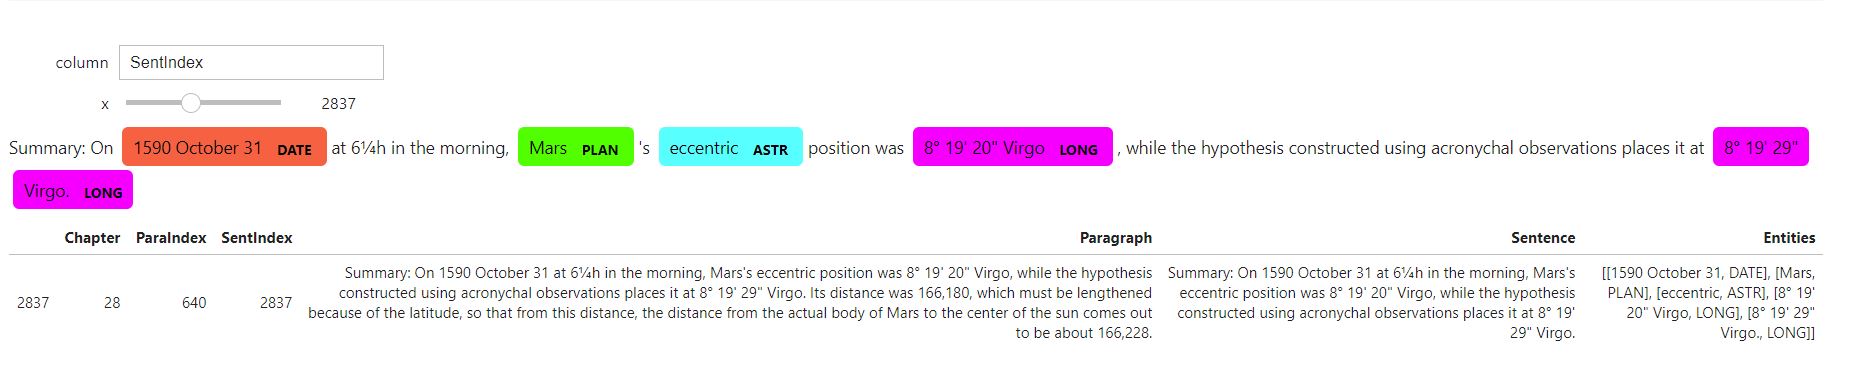 column SentIndex
x 2837
Summary: On 1590 October 31 DATE at 6¼h in the morning, Mars PLAN 's eccentric ASTR position was 8° 19' 20" Virgo LONG , while the hypothesis constructed using acronychal observations places it at 8° 19' 29"
Virgo. LONG
Chapter ParaIndex SentIndex Paragraph Sentence Entities
2837 28 640 2837
Summary: On 1590 October 31 at 6¼h in the morning, Mars's eccentric position was 8° 19' 20" Virgo, while the hypothesis
constructed using acronychal observations places it at 8° 19' 29" Virgo. Its distance was 166,180, which must be lengthened
because of the latitude, so that from this distance, the distance from the actual body of Mars to the center of the sun comes out
to be about 166,228.
Summary: On 1590 October 31 at 6¼h in the morning, Mars's
eccentric position was 8° 19' 20" Virgo, while the hypothesis
constructed using acronychal observations places it at 8° 19'
29" Virgo.
[[1590 October 31, DATE], [Mars,
PLAN], [eccentric, ASTR], [8° 19'
20" Virgo, LONG], [8° 19' 29"
Virgo., LONG]]